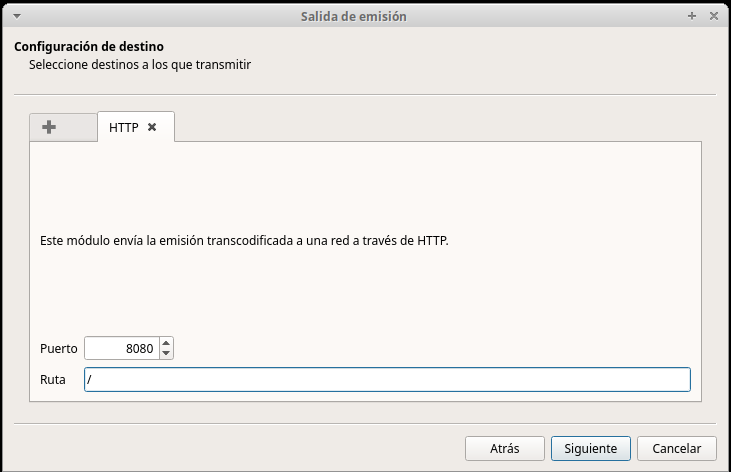 Salida de emisión
Configuración de destino
Seleccione destinos a los que transmitir
HTTP
Este módulo envía la emisión transcodificada a una red a través de HTTP.
Puerto 8080
Ruta /
Atrás Siguiente Cancelar